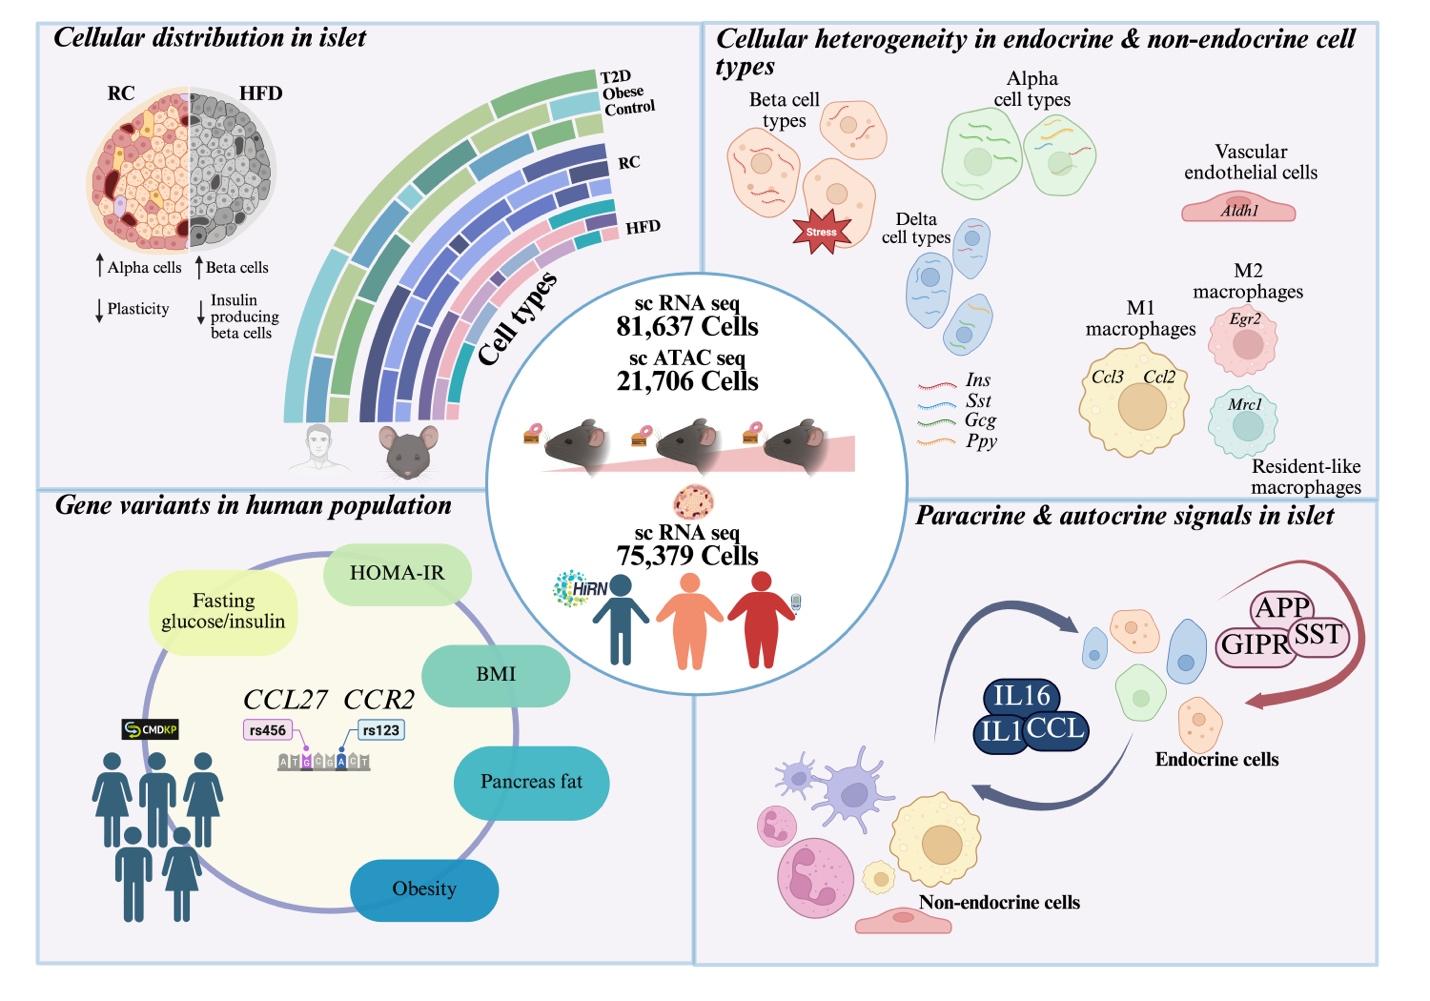 Cellular distribution in islet
RC
HFD
↑ Alpha cells
↑ Beta cells
↓ Plasticity
↓ Insulin
producing
beta cells
T2D
Obese
Control
RC
HFD
Cell types
Cellular heterogeneity in endocrine & non-endocrine cell
types
Beta cell
types
Stress
Alpha
cell types
Delta
cell types
Ins
Sst
Gcg
Ppy
Vascular
endothelial cells
Aldh1
M1
macrophages
Ccl3 Ccl2
M2
macrophages
Egr2
Mrc1
Resident-like
macrophages
sc RNA seq
81,637 Cells
sc ATAC seq
21,706 Cells
sc RNA seq
75,379 Cells
HiRN
Gene variants in human population
Fasting
glucose/insulin
HOMA-IR
BMI
Pancreas fat
Obesity
CCL27 CCR2
rs456
rs123
ATGCGACT
CMDKP
Paracrine & autocrine signals in islet
APP
GIPR
SST
IL16
IL1
CCL
Endocrine cells
Non-endocrine cells